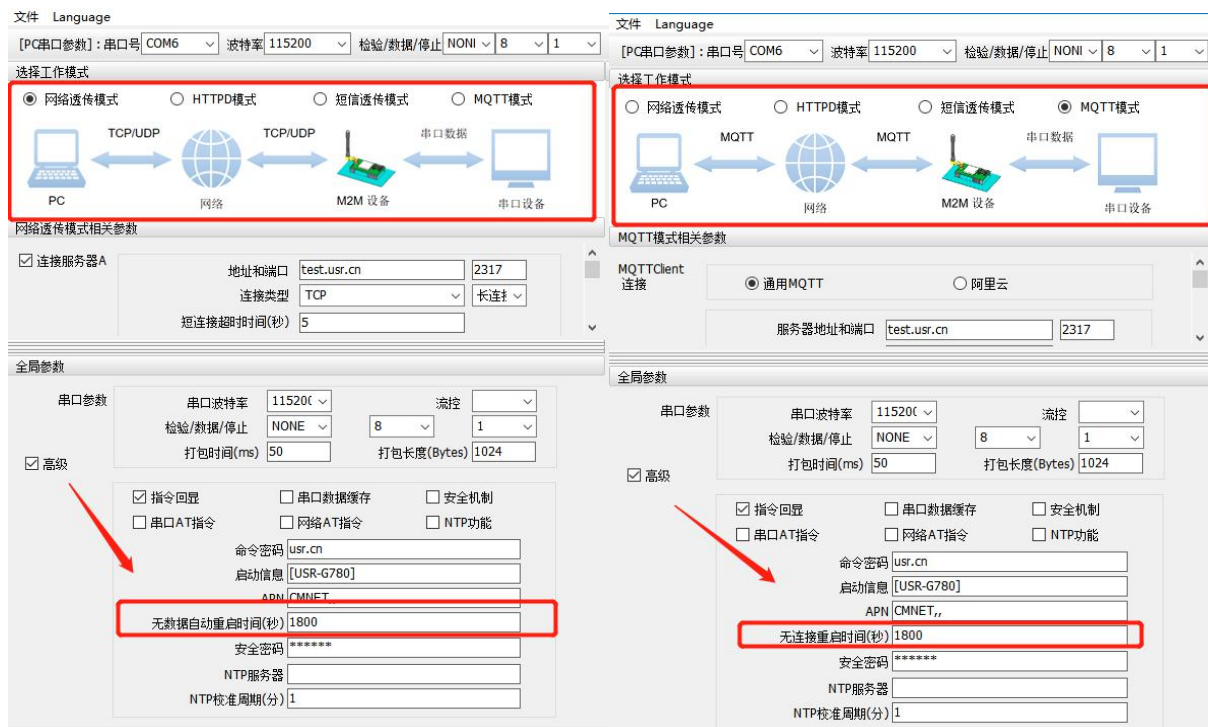 文件 Language
[PC串口参数]：串口号 COM6 波特率 115200 检验/数据/停止 NONI 8 1
选择工作模式
网络透传模式 HTTPD模式 短信透传模式 MQTT模式
TCP/UDP TCP/UDP 串口数据
PC 网络 M2M 设备 串口设备
网络透传模式相关参数
连接服务器A
地址和端口 test.usr.cn 2317
连接类型 TCP
短连接超时时间(秒) 5
全局参数
串口参数
串口波特率 11520( 流控
检验/数据/停止 NONE 8 1
打包时间(ms) 50 打包长度(Bytes) 1024
高级
指令回显 串口数据缓存 安全机制
串口AT指令 网络AT指令 NTP功能
命令密码 usr.cn
启动信息 [USR-G780]
APN CMNET,,
无数据自动重启时间(秒) 1800
安全密码 ******
NTP服务器
NTP校准周期(分) 1
文件 Language
[PC串口参数]：串口号 COM6 波特率 115200 检验/数据/停止 NONI 8 1
选择工作模式
网络透传模式 HTTPD模式 短信透传模式 MQTT模式
MQTT MQTT 串口数据
PC 网络 M2M 设备 串口设备
MQTT模式相关参数
MQTTClient
连接
通用MQTT 阿里云
服务器地址和端口 test.usr.cn 2317
全局参数
串口参数
串口波特率 11520( 流控
检验/数据/停止 NONE 8 1
打包时间(ms) 50 打包长度(Bytes) 1024
高级
指令回显 串口数据缓存 安全机制
串口AT指令 网络AT指令 NTP功能
命令密码 usr.cn
启动信息 [USR-G780]
APN CMNET,,
无连接重启时间(秒) 1800
安全密码 ******
NTP服务器
NTP校准周期(分) 1